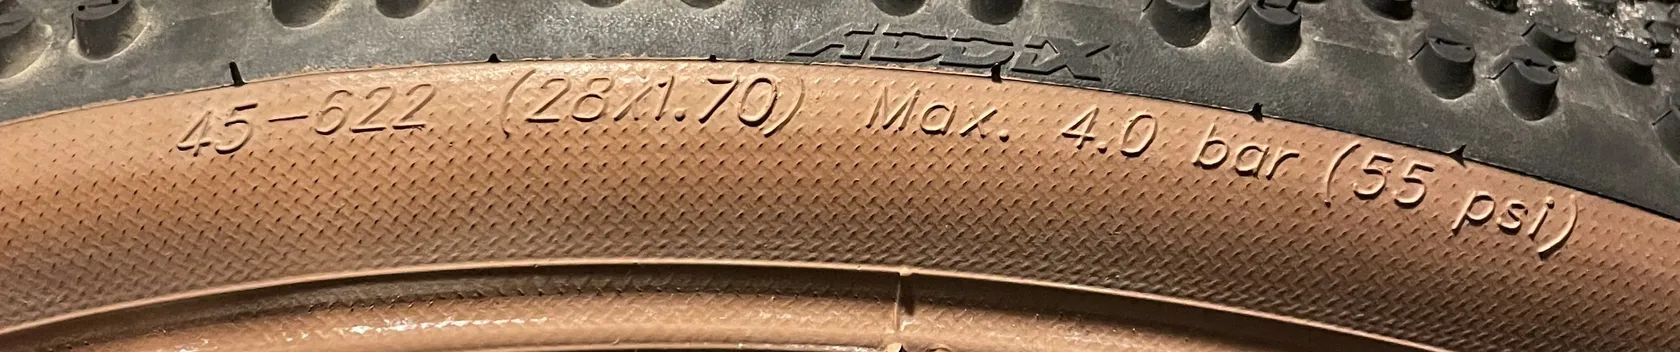 ADDIX
45-622 (28x1.70) Max. 4.0 bar (55 psi)